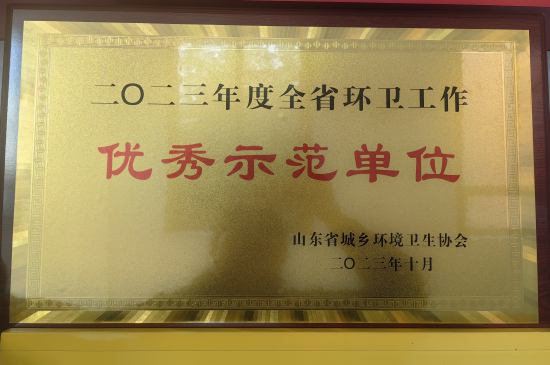 二〇二三年度全省环卫工作
优秀示范单位
山东省城乡环境卫生协会
二〇二三年十月